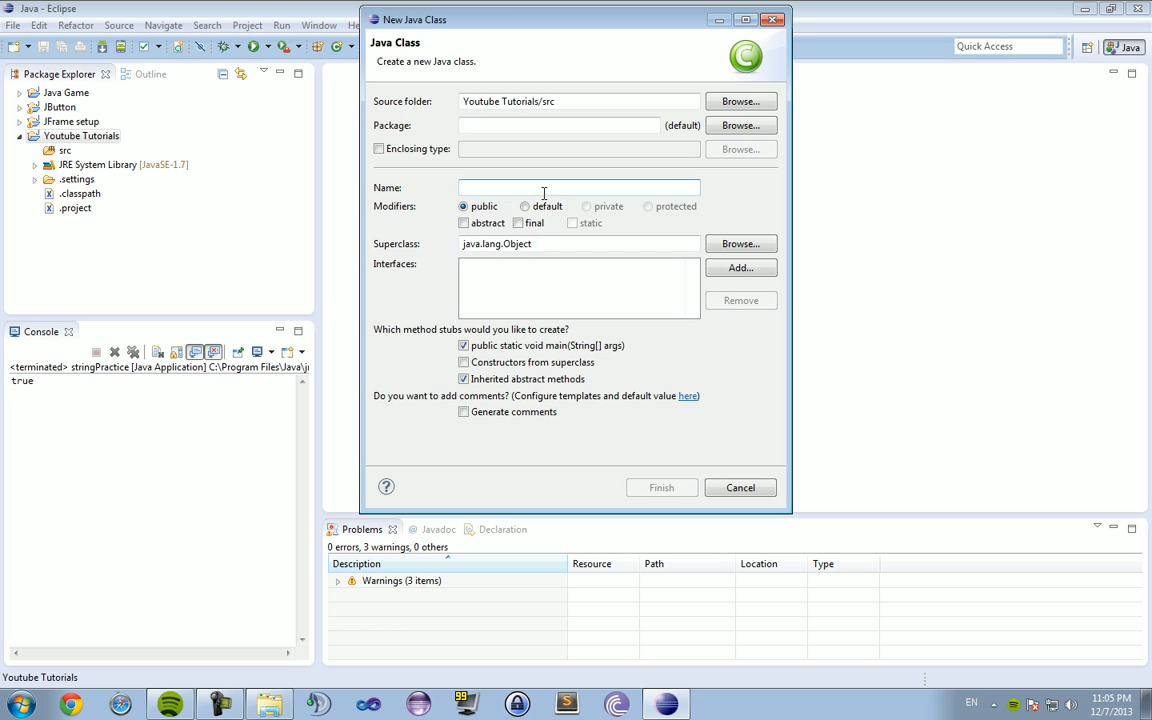 Java - Eclipse
File Edit Refactor Source Navigate Search Project Run Window He
Quick Access
Java
Package Explorer
Outline
Java Game
JButton
JFrame setup
Youtube Tutorials
src
JRE System Library [JavaSE-1.7]
.settings
.classpath
.project
Console
<terminated> stringPractice [Java Application] C:\Program Files\Java\jr
true
New Java Class
Java Class
Create a new Java class.
C
Source folder: Youtube Tutorials/src Browse...
Package: (default) Browse...
Enclosing type: Browse...
Name:
Modifiers: public default private protected
abstract final static
Superclass: java.lang.Object Browse...
Interfaces: Add...
Remove
Which method stubs would you like to create?
public static void main(String[] args)
Constructors from superclass
Inherited abstract methods
Do you want to add comments? (Configure templates and default value here)
Generate comments
?
Finish Cancel
Problems @ Javadoc Declaration
0 errors, 3 warnings, 0 others
Description Resource Path Location Type
Warnings (3 items)
Youtube Tutorials
99
S
EN
11:05 PM
12/7/2013